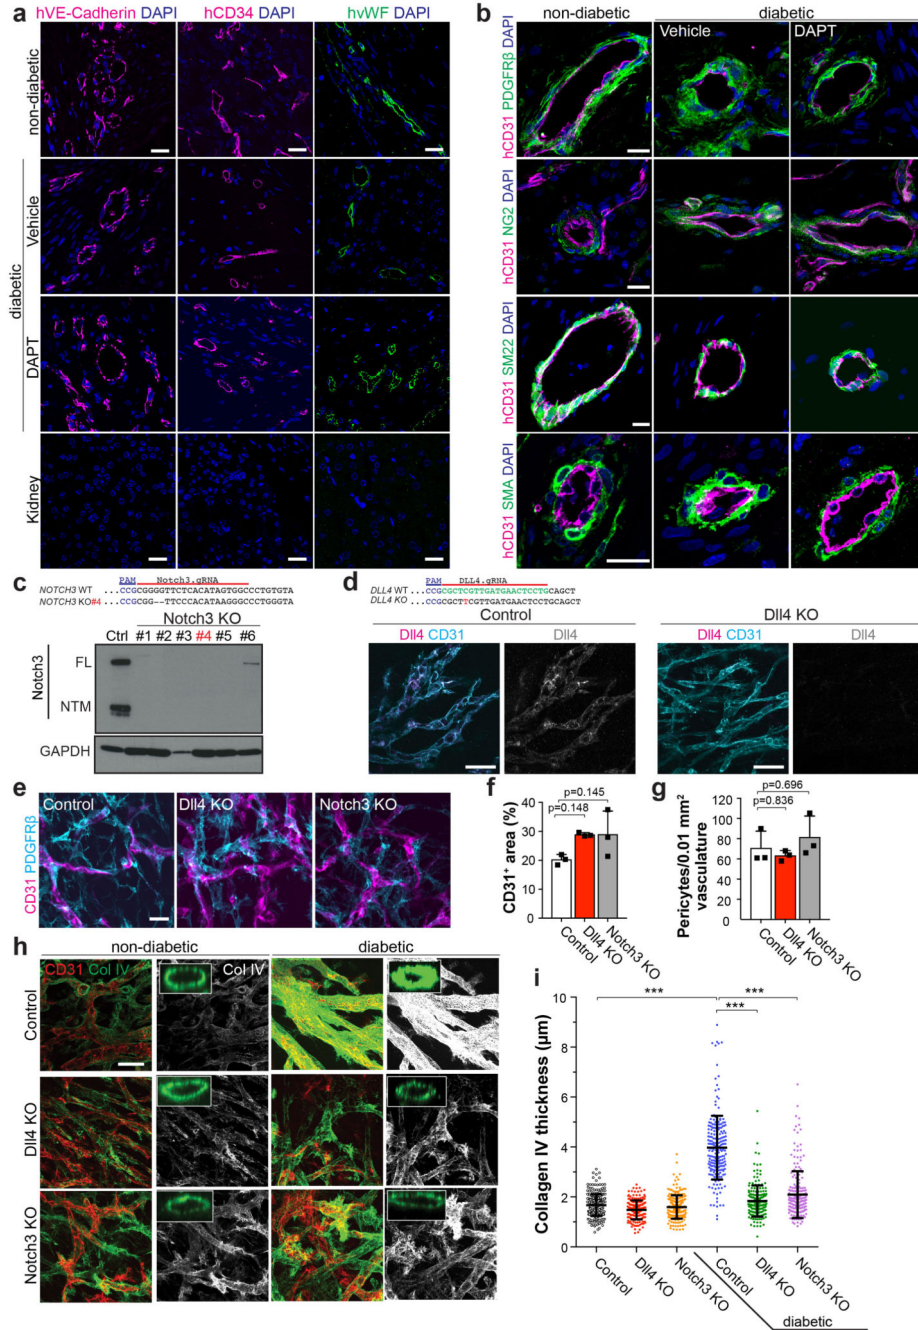 a
hVE-Cadherin DAPI
hCD34 DAPI
hvWF DAPI
non-diabetic
diabetic
Vehicle
DAPT
Kidney
b
non-diabetic
diabetic
Vehicle
DAPT
hCD31 PDGFRβ DAPI
hCD31 NG2 DAPI
hCD31 SM22 DAPI
hCD31 SMA DAPI
c
PAM Notch3.gRNA
NOTCH3 WT ...CCGCGGGGTTCTCACATAGTGGCCCTGTGTA
NOTCH3 KO#4 ...CCGCGG--TTCCCACATAAGGGCCCTGGGTA
Notch3 KO
Ctrl #1 #2 #3 #4 #5 #6
Notch3
FL
NTM
GAPDH
d
PAM DLL4.gRNA
DLL4 WT ...CCGCGCTCGTTGATGAACTCCTGCAGCT
DLL4 KO ...CCGCGCTTCGTTGATGAACTCCTGCAGCT
Control
Dll4 KO
Dll4 CD31
Dll4
Dll4 CD31
Dll4
e
CD31 PDGFRβ
Control
Dll4 KO
Notch3 KO
f
CD31⁺ area (%)
40
30
20
10
0
p=0.145
p=0.148
Control
Dll4 KO
Notch3 KO
g
Pericytes/0.01 mm²
vasculature
120
100
80
60
40
20
0
p=0.696
p=0.836
Control
Dll4 KO
Notch3 KO
h
non-diabetic
diabetic
CD31 Col IV
Col IV
Control
Dll4 KO
Notch3 KO
i
Collagen IV thickness (µm)
10
8
6
4
2
0
***
***
***
Control
Dll4 KO
Notch3 KO
Control
Dll4 KO
Notch3 KO
diabetic